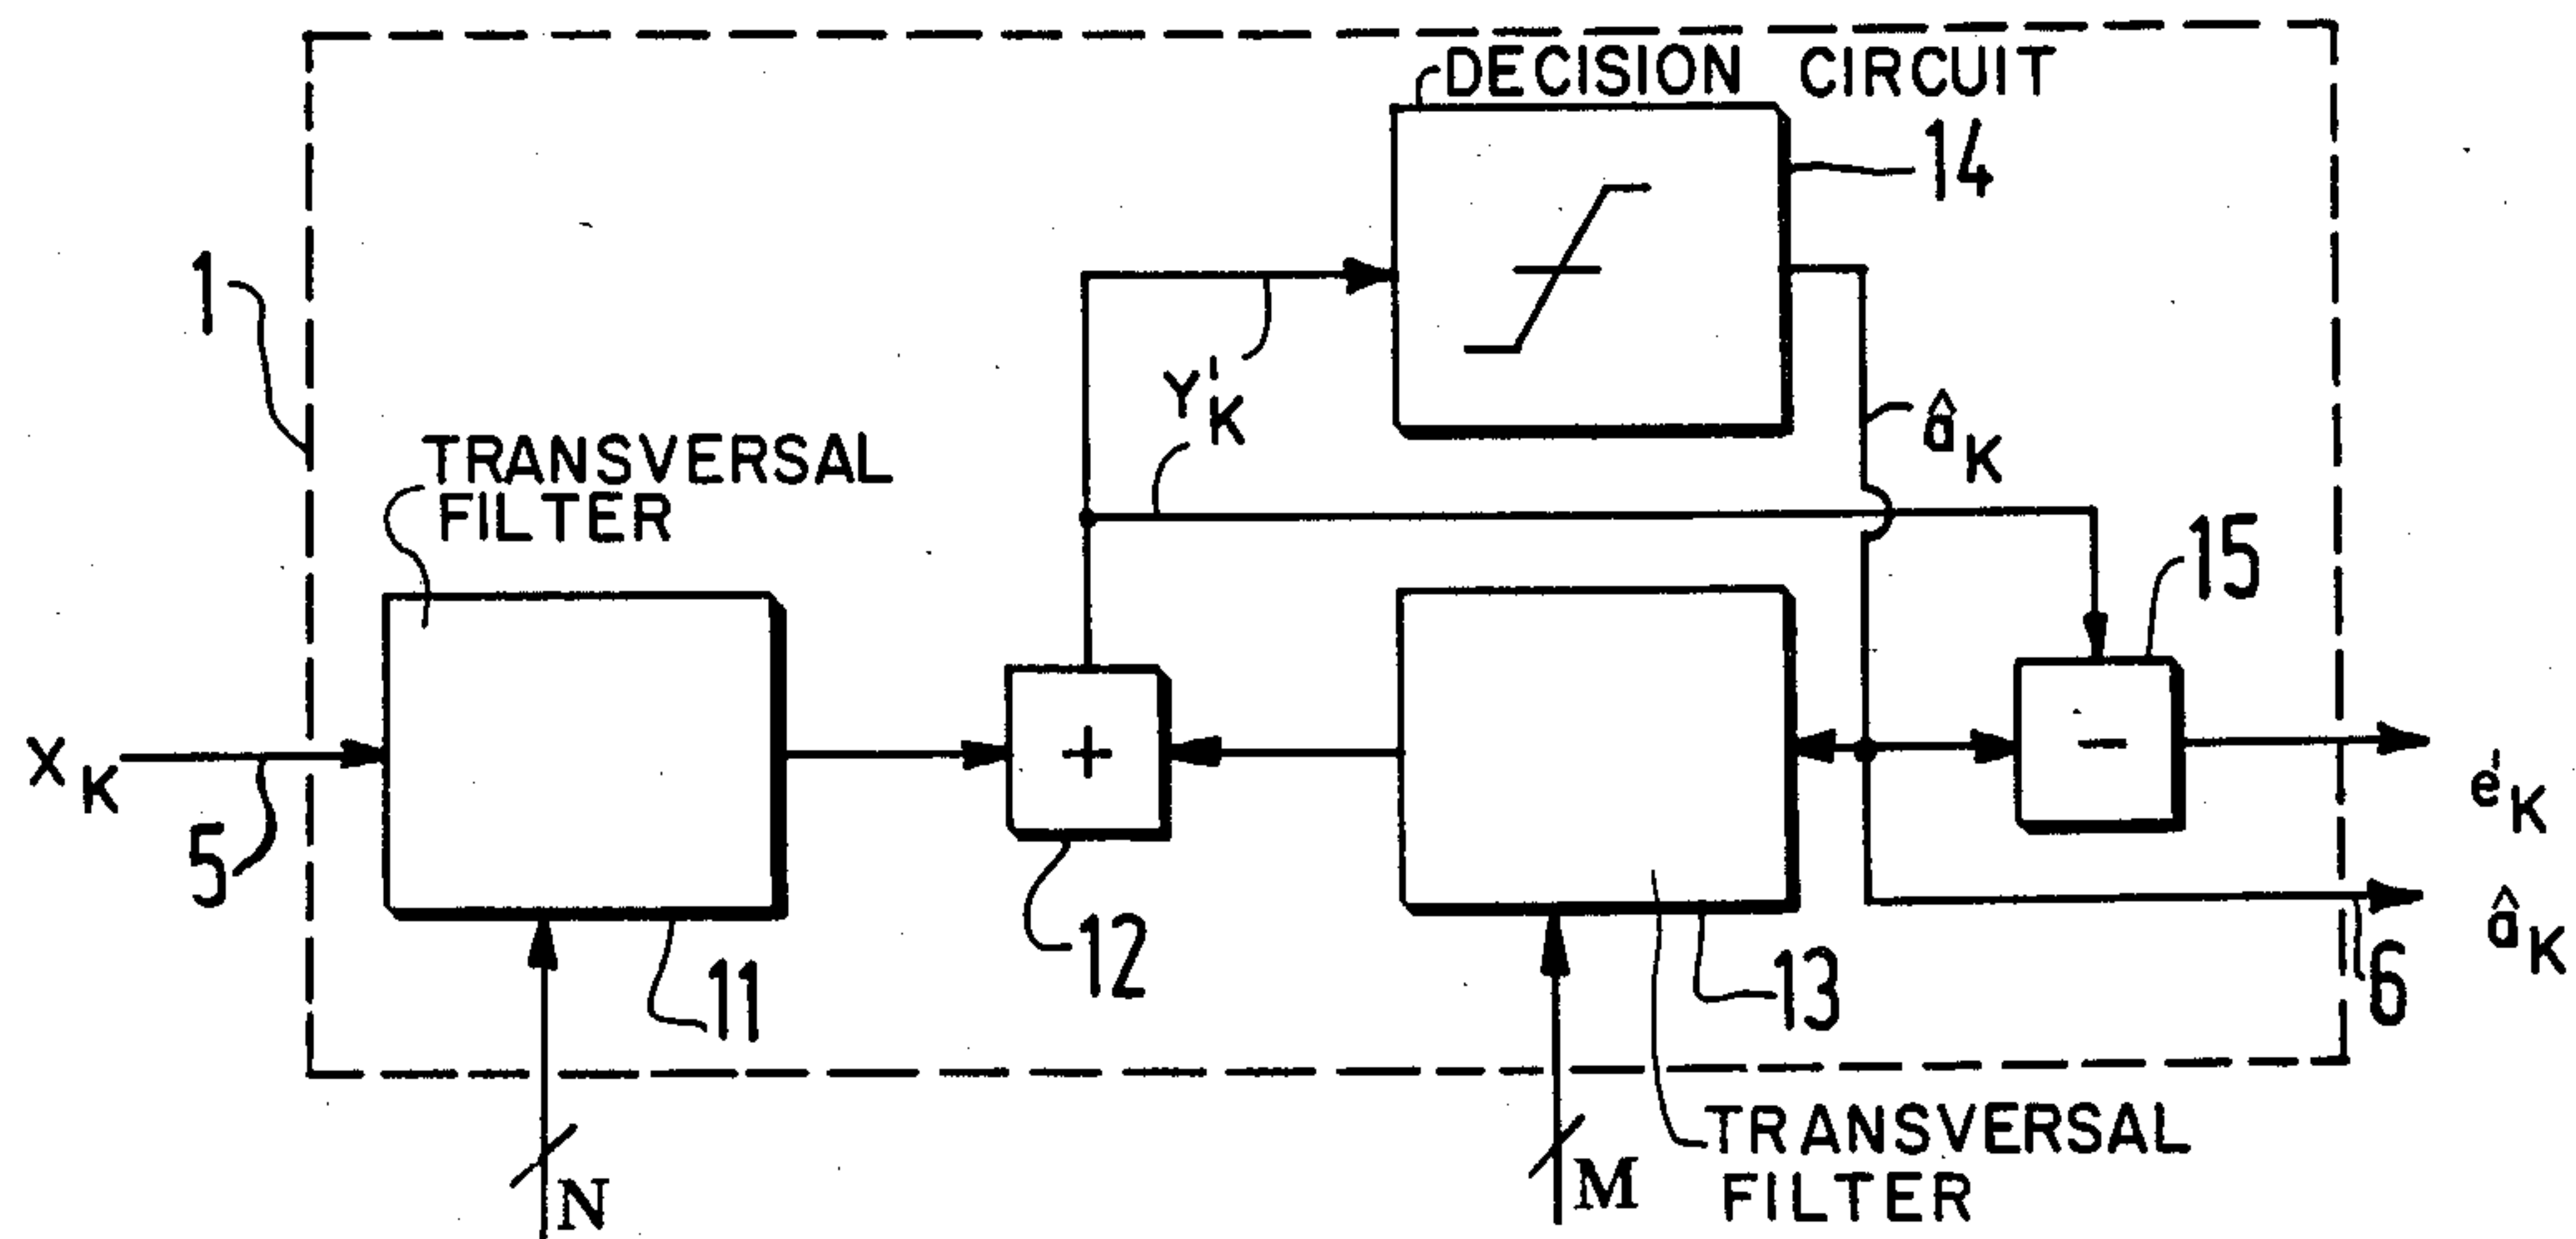 DECISION CIRCUIT
14
1
Y'K
âK
TRANSVERSAL
FILTER
15
+
-
XK
5
e'K
âK
12
11
13
6
TRANSVERSAL
FILTER
N
M